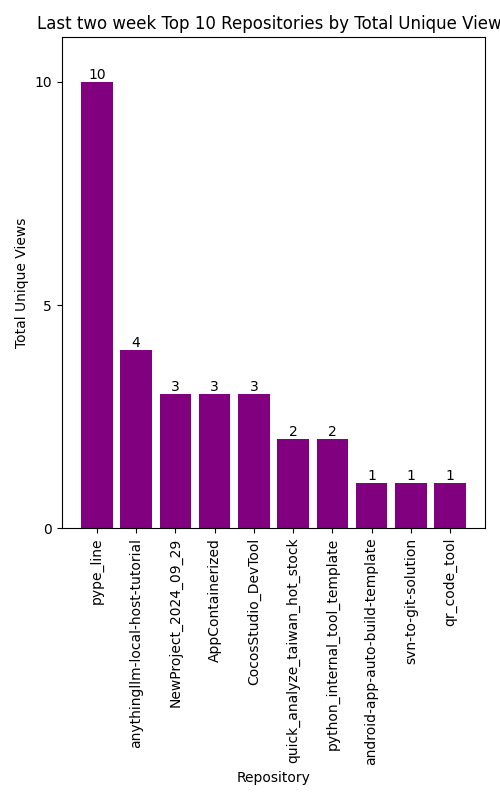 Last two week Top 10 Repositories by Total Unique View
10
5
0
Total Unique Views
10
4
3
3
3
2
2
1
1
1
pype_line
anythingllm-local-host-tutorial
NewProject_2024_09_29
AppContainerized
CocosStudio_DevTool
quick_analyze_taiwan_hot_stock
python_internal_tool_template
android-app-auto-build-template
svn-to-git-solution
qr_code_tool
Repository